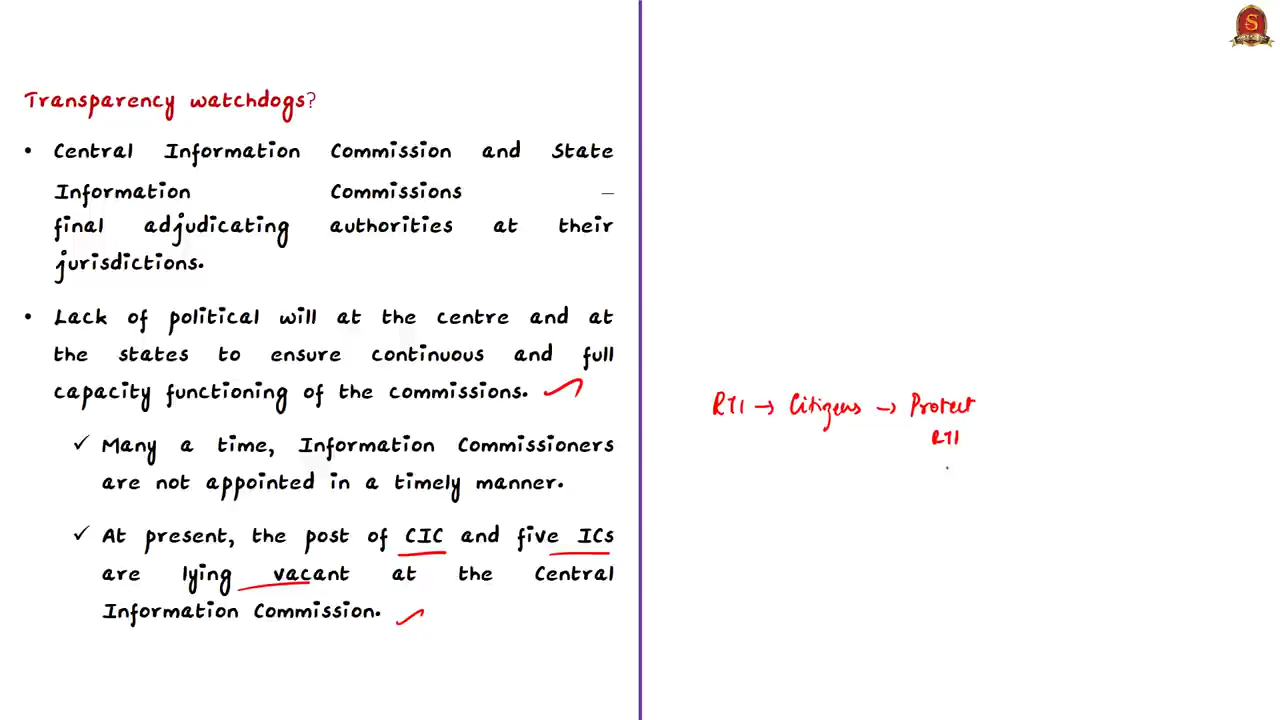 Transparency watchdogs?
• Central Information Commission and State
Information Commissions –
final adjudicating authorities at their
jurisdictions.
• Lack of political will at the centre and at
the states to ensure continuous and full
capacity functioning of the commissions.
✓ Many a time, Information Commissioners
are not appointed in a timely manner.
✓ At present, the post of CIC and five ICs
are lying vacant at the Central
Information Commission.
RTI → Citizens → Protect
RTI
S